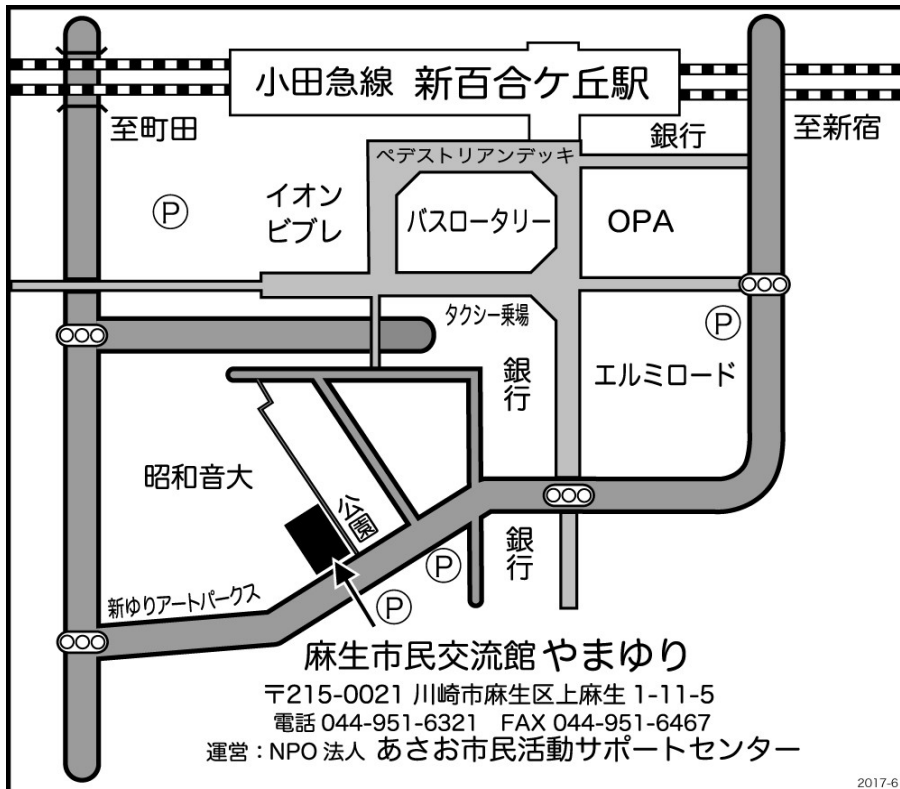 小田急線 新百合ケ丘駅
至町田
銀行
至新宿
ペデストリアンデッキ
Ⓟ
イオン
ビブレ
バスロータリー
OPA
タクシー乗場
Ⓟ
銀行
エルミロード
昭和音大
公園
銀行
Ⓟ
新ゆりアートパークス
Ⓟ
麻生市民交流館 やまゆり
〒215-0021 川崎市麻生区上麻生 1-11-5
電話 044-951-6321 FAX 044-951-6467
運営：NPO 法人 あさお市民活動サポートセンター
2017-6